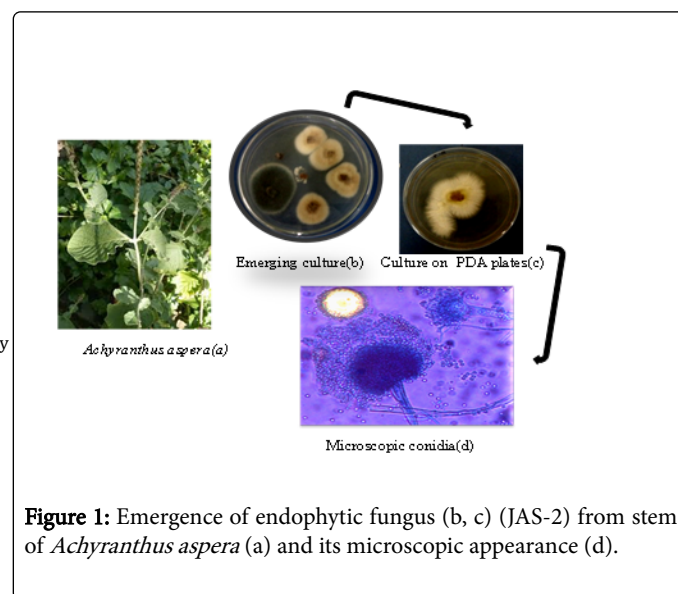 Emerging culture(b)
Culture on PDA plates(c)
Achyranthus aspera(a)
Microscopic conidia(d)
y
Figure 1: Emergence of endophytic fungus (b, c) (JAS-2) from stem
of Achyranthus aspera (a) and its microscopic appearance (d).